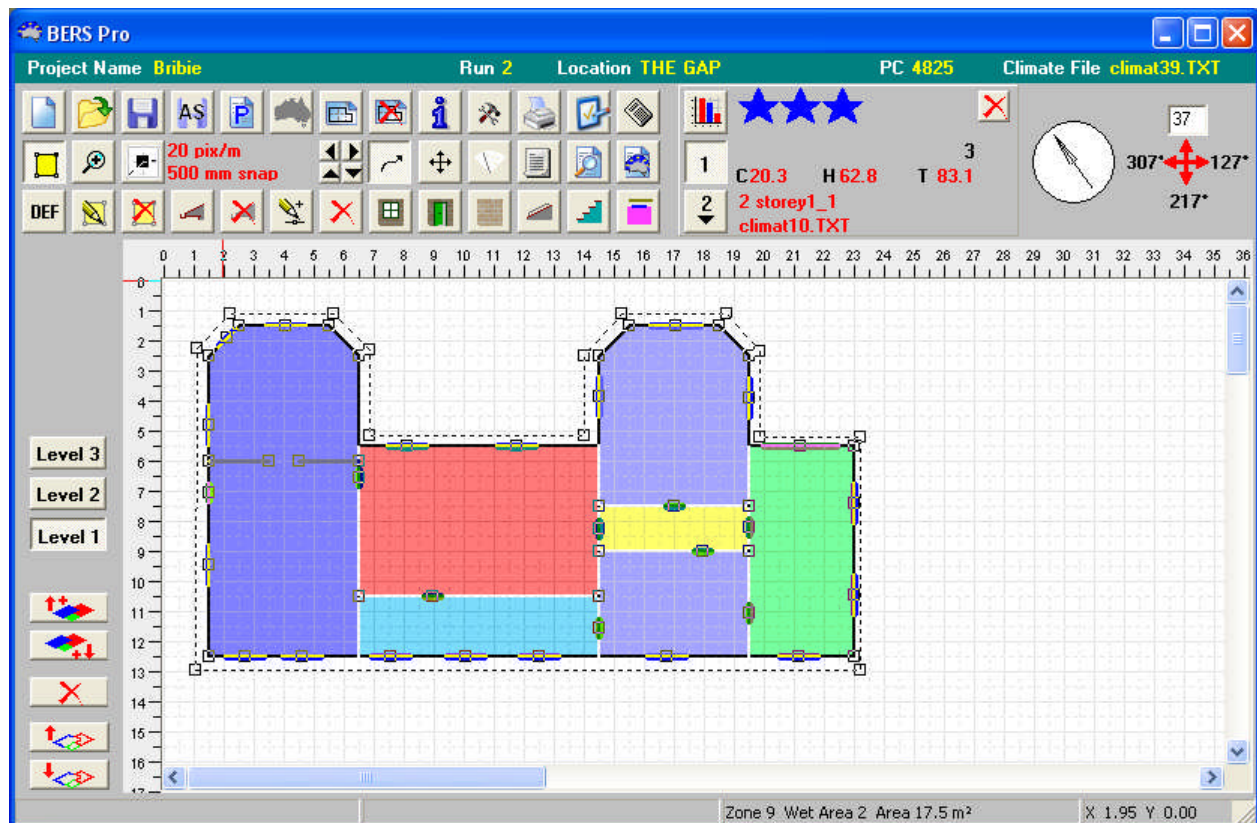 BERS Pro
Project Name Bribie Run 2 Location THE GAP PC 4825 Climate File climat39.TXT
AS P i
20 pix/m
500 mm snap
DEF
1
2
3
C20.3 H62.8 T 83.1
2 storey1_1
climat10.TXT
37
307° 127°
217°
0 1 2 3 4 5 6 7 8 9 10 11 12 13 14 15 16 17 18 19 20 21 22 23 24 25 26 27 28 29 30 31 32 33 34 35 36
0
1
2
3
4
5
6
7
8
9
10
11
12
13
14
15
16
17
Level 3
Level 2
Level 1
Zone 9 Wet Area 2 Area 17.5 m² X 1.95 Y 0.00